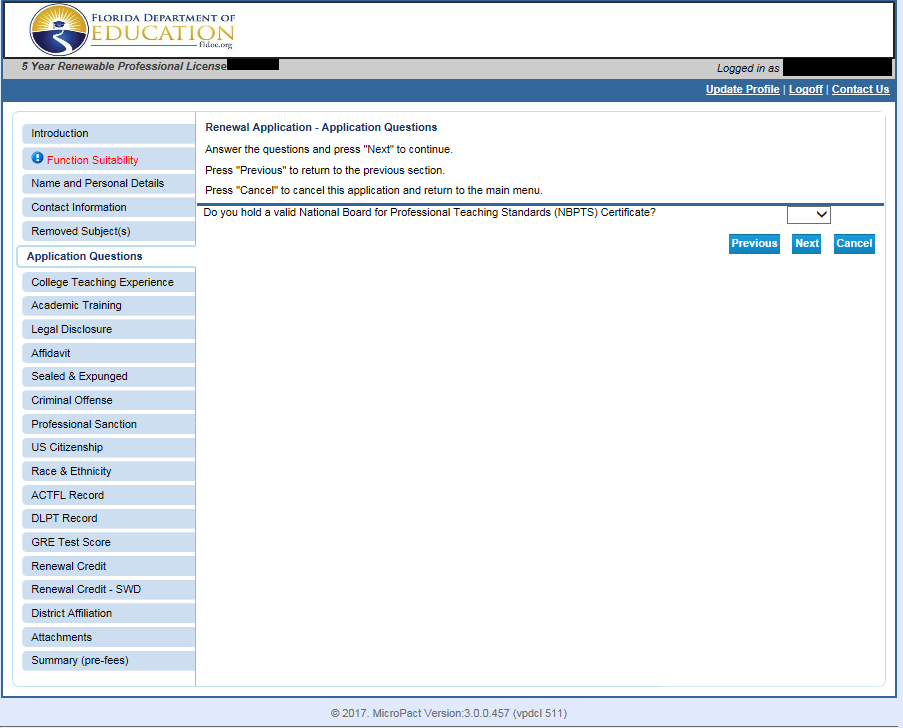 FLORIDA DEPARTMENT OF
EDUCATION
fldoe.org
5 Year Renewable Professional License
Logged in as
Update Profile | Logoff | Contact Us
Introduction
Function Suitability
Name and Personal Details
Contact Information
Removed Subject(s)
Application Questions
College Teaching Experience
Academic Training
Legal Disclosure
Affidavit
Sealed & Expunged
Criminal Offense
Professional Sanction
US Citizenship
Race & Ethnicity
ACTFL Record
DLPT Record
GRE Test Score
Renewal Credit
Renewal Credit - SWD
District Affiliation
Attachments
Summary (pre-fees)
Renewal Application - Application Questions
Answer the questions and press "Next" to continue.
Press "Previous" to return to the previous section.
Press "Cancel" to cancel this application and return to the main menu.
Do you hold a valid National Board for Professional Teaching Standards (NBPTS) Certificate?
Previous Next Cancel
© 2017. MicroPact Version:3.0.0.457 (vpdcl 511)